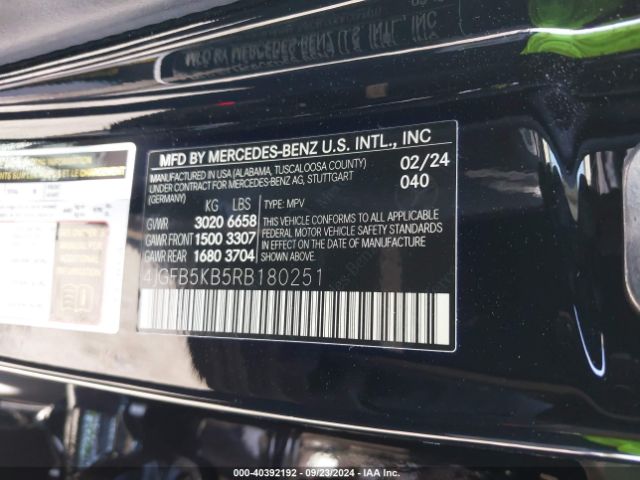 MFD BY MERCEDES-BENZ U.S. INTL., INC
MANUFACTURED IN USA (ALABAMA, TUSCALOOSA COUNTY) 02/24
UNDER CONTRACT FOR MERCEDES-BENZ AG, STUTTGART 040
(GERMANY)
KG LBS TYPE: MPV
GVWR 3020 6658
GAWR FRONT 1500 3307
GAWR REAR 1680 3704
THIS VEHICLE CONFORMS TO ALL APPLICABLE
FEDERAL MOTOR VEHICLE SAFETY STANDARDS
IN EFFECT ON THE DATE OF MANUFACTURE
SHOWN ABOVE.
4JGFB5KB5RB180251
000-40392192 - 09/23/2024 - IAA Inc.